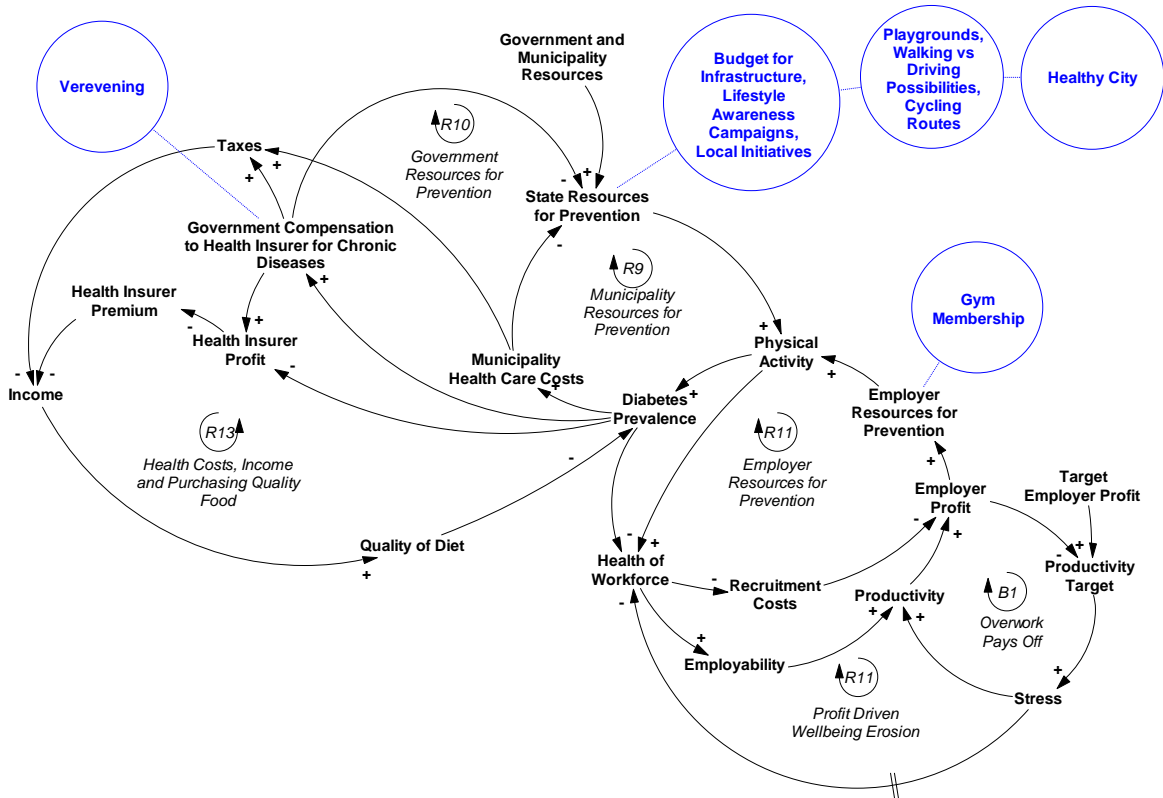 Verevening
Government and
Municipality
Resources
Budget for
Infrastructure,
Lifestyle
Awareness
Campaigns,
Local Initiatives
Playgrounds,
Walking vs
Driving
Possibilities,
Cycling
Routes
Healthy City
R10
Government
Resources for
Prevention
Taxes
+
+
-
+
State Resources
for Prevention
-
Government Compensation
to Health Insurer for Chronic
Diseases
+
R9
Municipality
Resources for
Prevention
Health Insurer
Premium
-
+
Health Insurer
Profit
-
Municipality
Health Care Costs
+
+
Physical
Activity
+
Gym
Membership
-
-
Income
Diabetes
Prevalence
+
-
Employer
Resources for
Prevention
+
R13
Health Costs, Income
and Purchasing Quality
Food
R11
Employer
Resources for
Prevention
Employer
Profit
-
+
Target
Employer Profit
+
-
Productivity
Target
Quality of Diet
+
-
+
Health of
Workforce
-
-
Recruitment
Costs
Productivity
+
+
B1
Overwork
Pays Off
+
Employability
R11
Profit Driven
Wellbeing Erosion
+
Stress